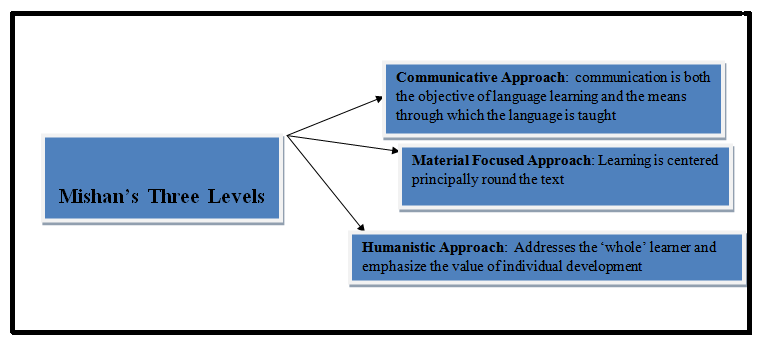 Mishan's Three Levels
Communicative Approach: communication is both
the objective of language learning and the means
through which the language is taught
Material Focused Approach: Learning is centered
principally round the text
Humanistic Approach: Addresses the ‘whole’ learner and
emphasize the value of individual development